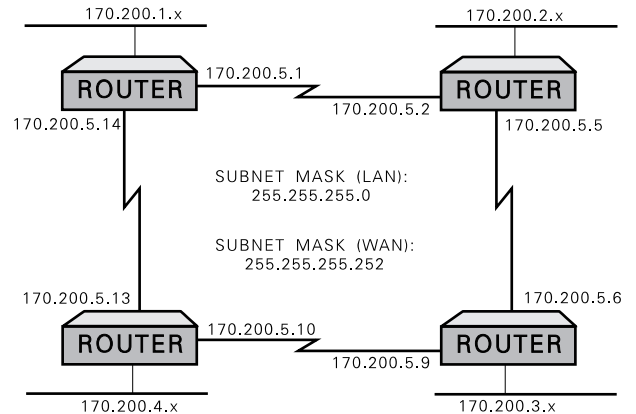 170.200.1.x
170.200.2.x
ROUTER
170.200.5.1
170.200.5.2
ROUTER
170.200.5.14
170.200.5.5
SUBNET MASK (LAN):
255.255.255.0
SUBNET MASK (WAN):
255.255.255.252
170.200.5.13
170.200.5.6
ROUTER
170.200.5.10
170.200.5.9
ROUTER
170.200.4.x
170.200.3.x